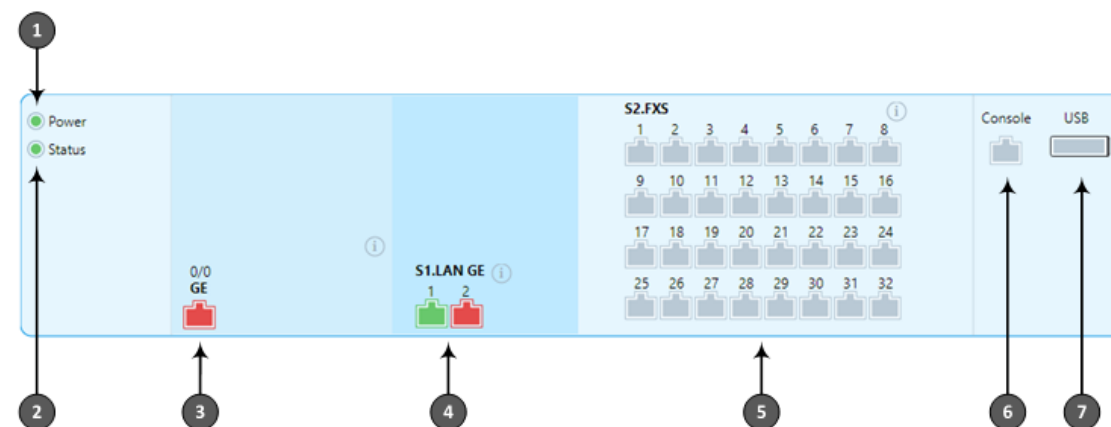 1
Power
Status
0/0
GE
S1.LAN GE i
1 2
S2.FXS i
1 2 3 4 5 6 7 8
9 10 11 12 13 14 15 16
17 18 19 20 21 22 23 24
25 26 27 28 29 30 31 32
i
Console USB
2 3 4 5 6 7